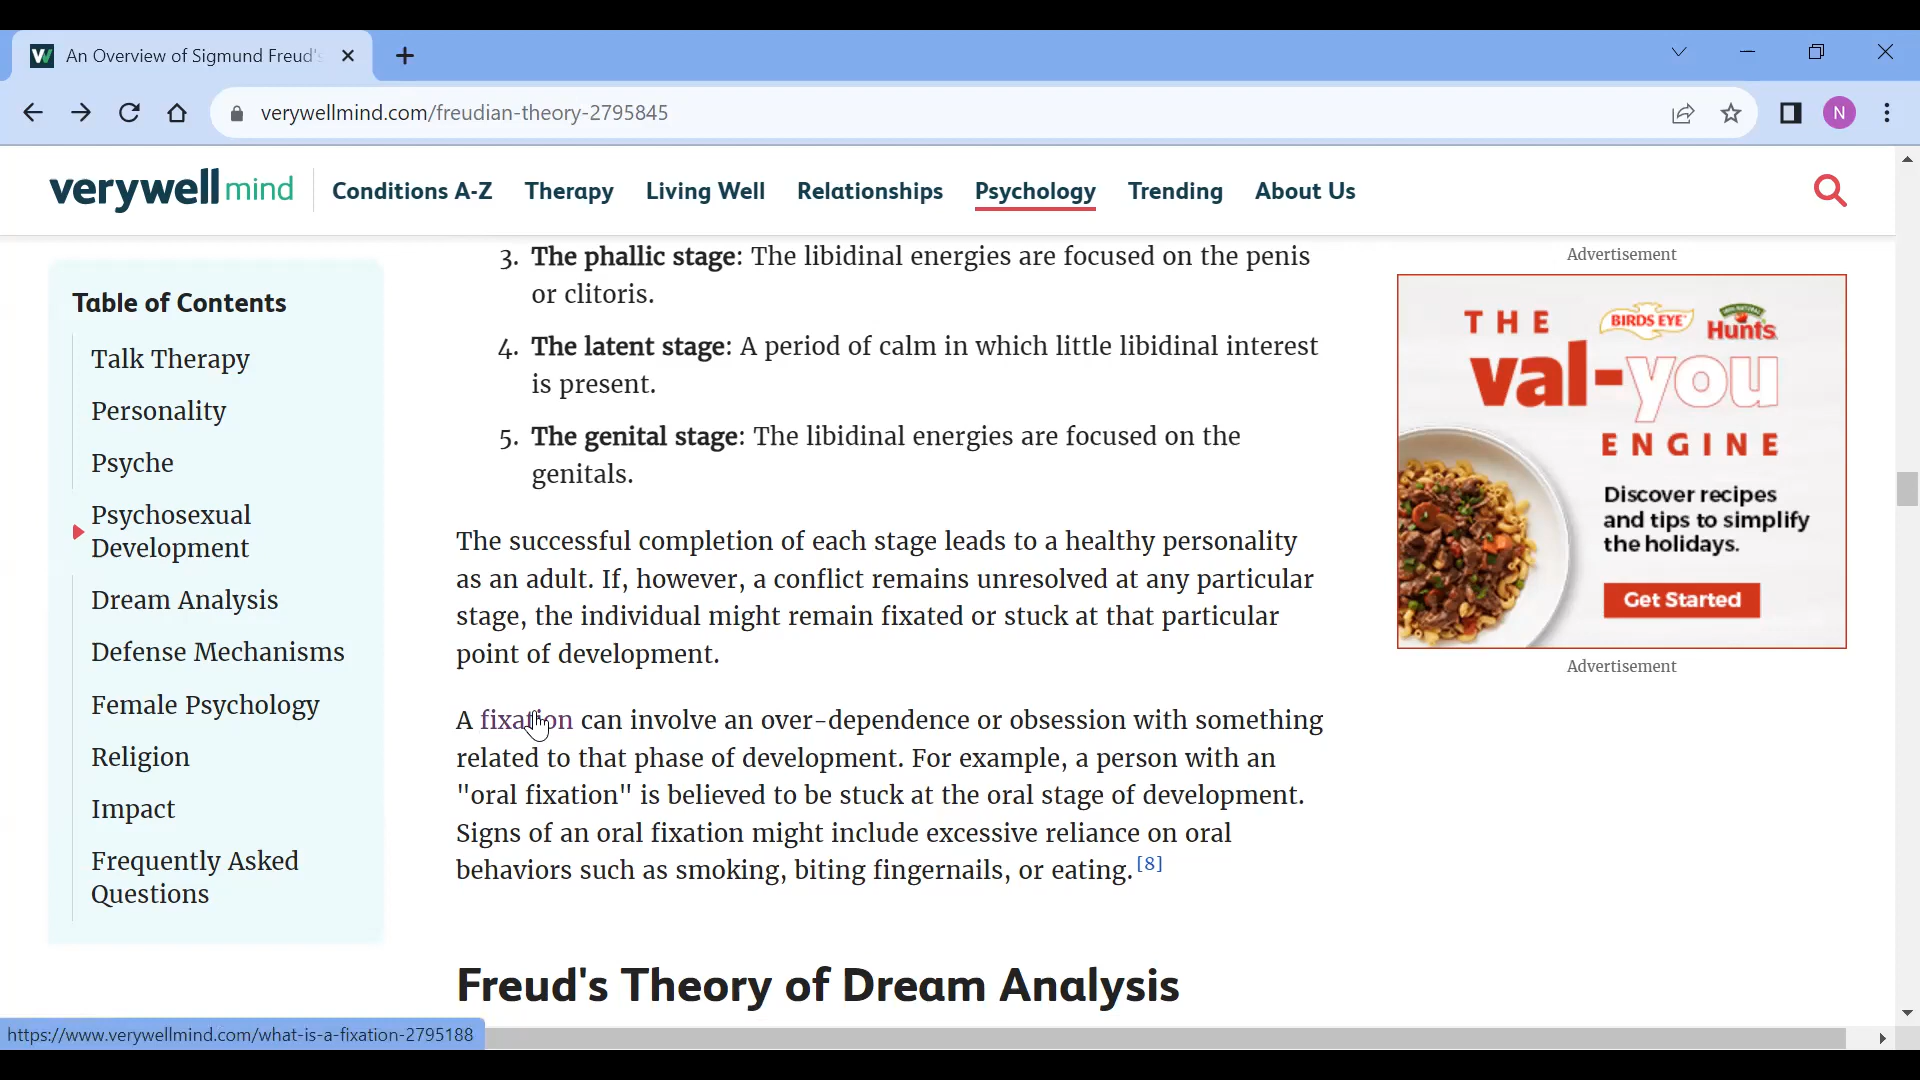 An Overview of Sigmund Freud's
verywellmind.com/freudian-theory-2795845
N
verywell mind
Conditions A-Z Therapy Living Well Relationships Psychology Trending About Us
Table of Contents
Talk Therapy
Personality
Psyche
Psychosexual
Development
Dream Analysis
Defense Mechanisms
Female Psychology
Religion
Impact
Frequently Asked
Questions
3. The phallic stage: The libidinal energies are focused on the penis
or clitoris.
4. The latent stage: A period of calm in which little libidinal interest
is present.
5. The genital stage: The libidinal energies are focused on the
genitals.
The successful completion of each stage leads to a healthy personality
as an adult. If, however, a conflict remains unresolved at any particular
stage, the individual might remain fixated or stuck at that particular
point of development.
A fixation can involve an over-dependence or obsession with something
related to that phase of development. For example, a person with an
"oral fixation" is believed to be stuck at the oral stage of development.
Signs of an oral fixation might include excessive reliance on oral
behaviors such as smoking, biting fingernails, or eating. [8]
Freud's Theory of Dream Analysis
Advertisement
THE
BIRDS EYE
Hunt's
val-you
ENGINE
Discover recipes
and tips to simplify
the holidays.
Get Started
Advertisement
https://www.verywellmind.com/what-is-a-fixation-2795188